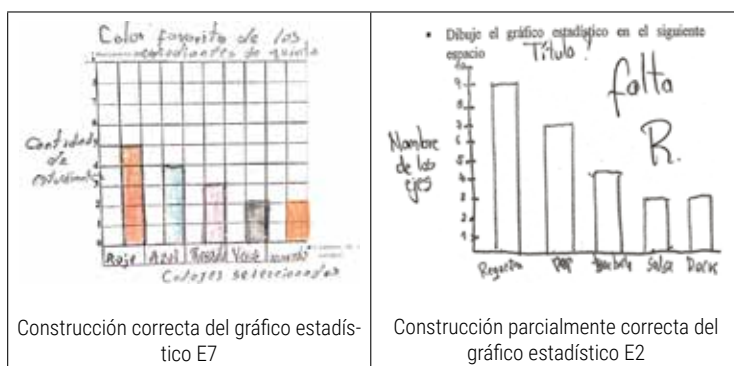 Color favorito de los
estudiantes de quinto
Cantidad
de
estudiantes
Rojo Azul Rosado Verde
Colores seleccionados
Construcción correcta del gráfico estadís-
tico E7
• Dibuje el gráfico estadístico en el siguiente
espacio
Título
falta
R.
Nombre
de los
ejes
10
9
8
7
6
5
4
3
2
1
Pop Salsa
Construcción parcialmente correcta del
gráfico estadístico E2